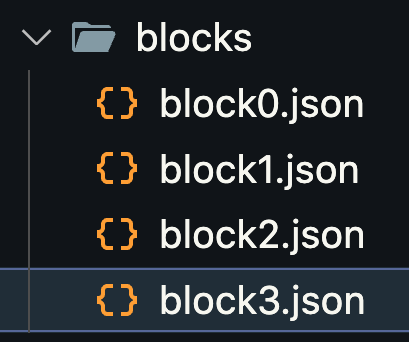 blocks
{} block0.json
{} block1.json
{} block2.json
{} block3.json